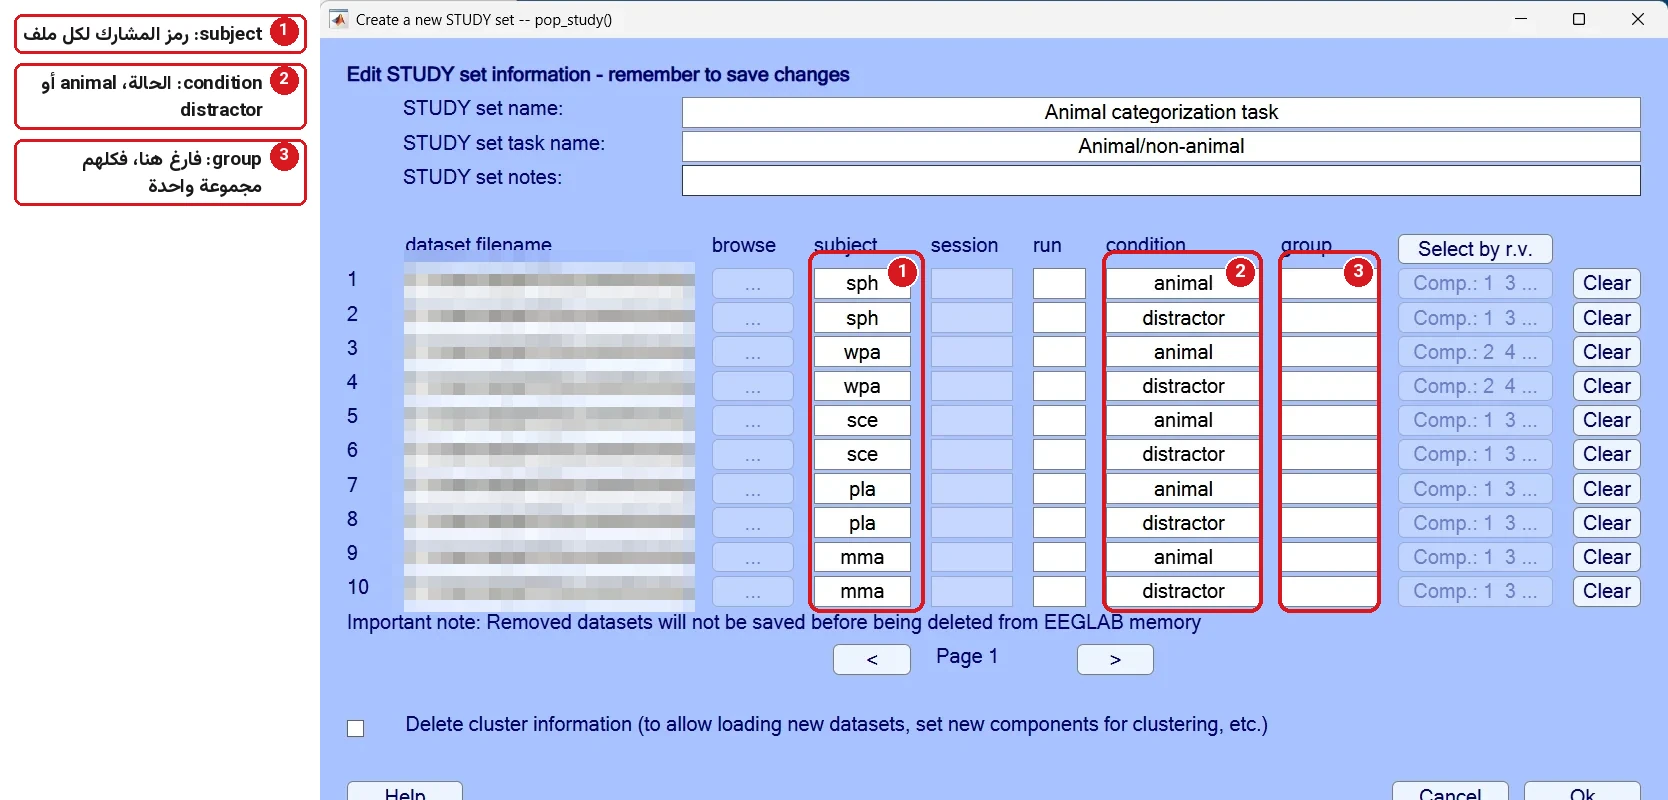 subject: رمز المشارك لكل ملف 1
condition: الحالة، animal أو 2
distractor
group: فارغ هنا، فكلهم 3
مجموعة واحدة
Create a new STUDY set -- pop_study()
Edit STUDY set information - remember to save changes
STUDY set name: Animal categorization task
STUDY set task name: Animal/non-animal
STUDY set notes:
dataset filename browse subject session run condition group Select by r.v.
1 ... sph 1 animal 2 3 Comp.: 1 3 ... Clear
2 ... sph distractor Comp.: 1 3 ... Clear
3 ... wpa animal Comp.: 2 4 ... Clear
4 ... wpa distractor Comp.: 2 4 ... Clear
5 ... sce animal Comp.: 1 3 ... Clear
6 ... sce distractor Comp.: 1 3 ... Clear
7 ... pla animal Comp.: 1 3 ... Clear
8 ... pla distractor Comp.: 1 3 ... Clear
9 ... mma animal Comp.: 1 3 ... Clear
10 ... mma distractor Comp.: 1 3 ... Clear
Important note: Removed datasets will not be saved before being deleted from EEGLAB memory
< Page 1 >
Delete cluster information (to allow loading new datasets, set new components for clustering, etc.)
Help Cancel Ok